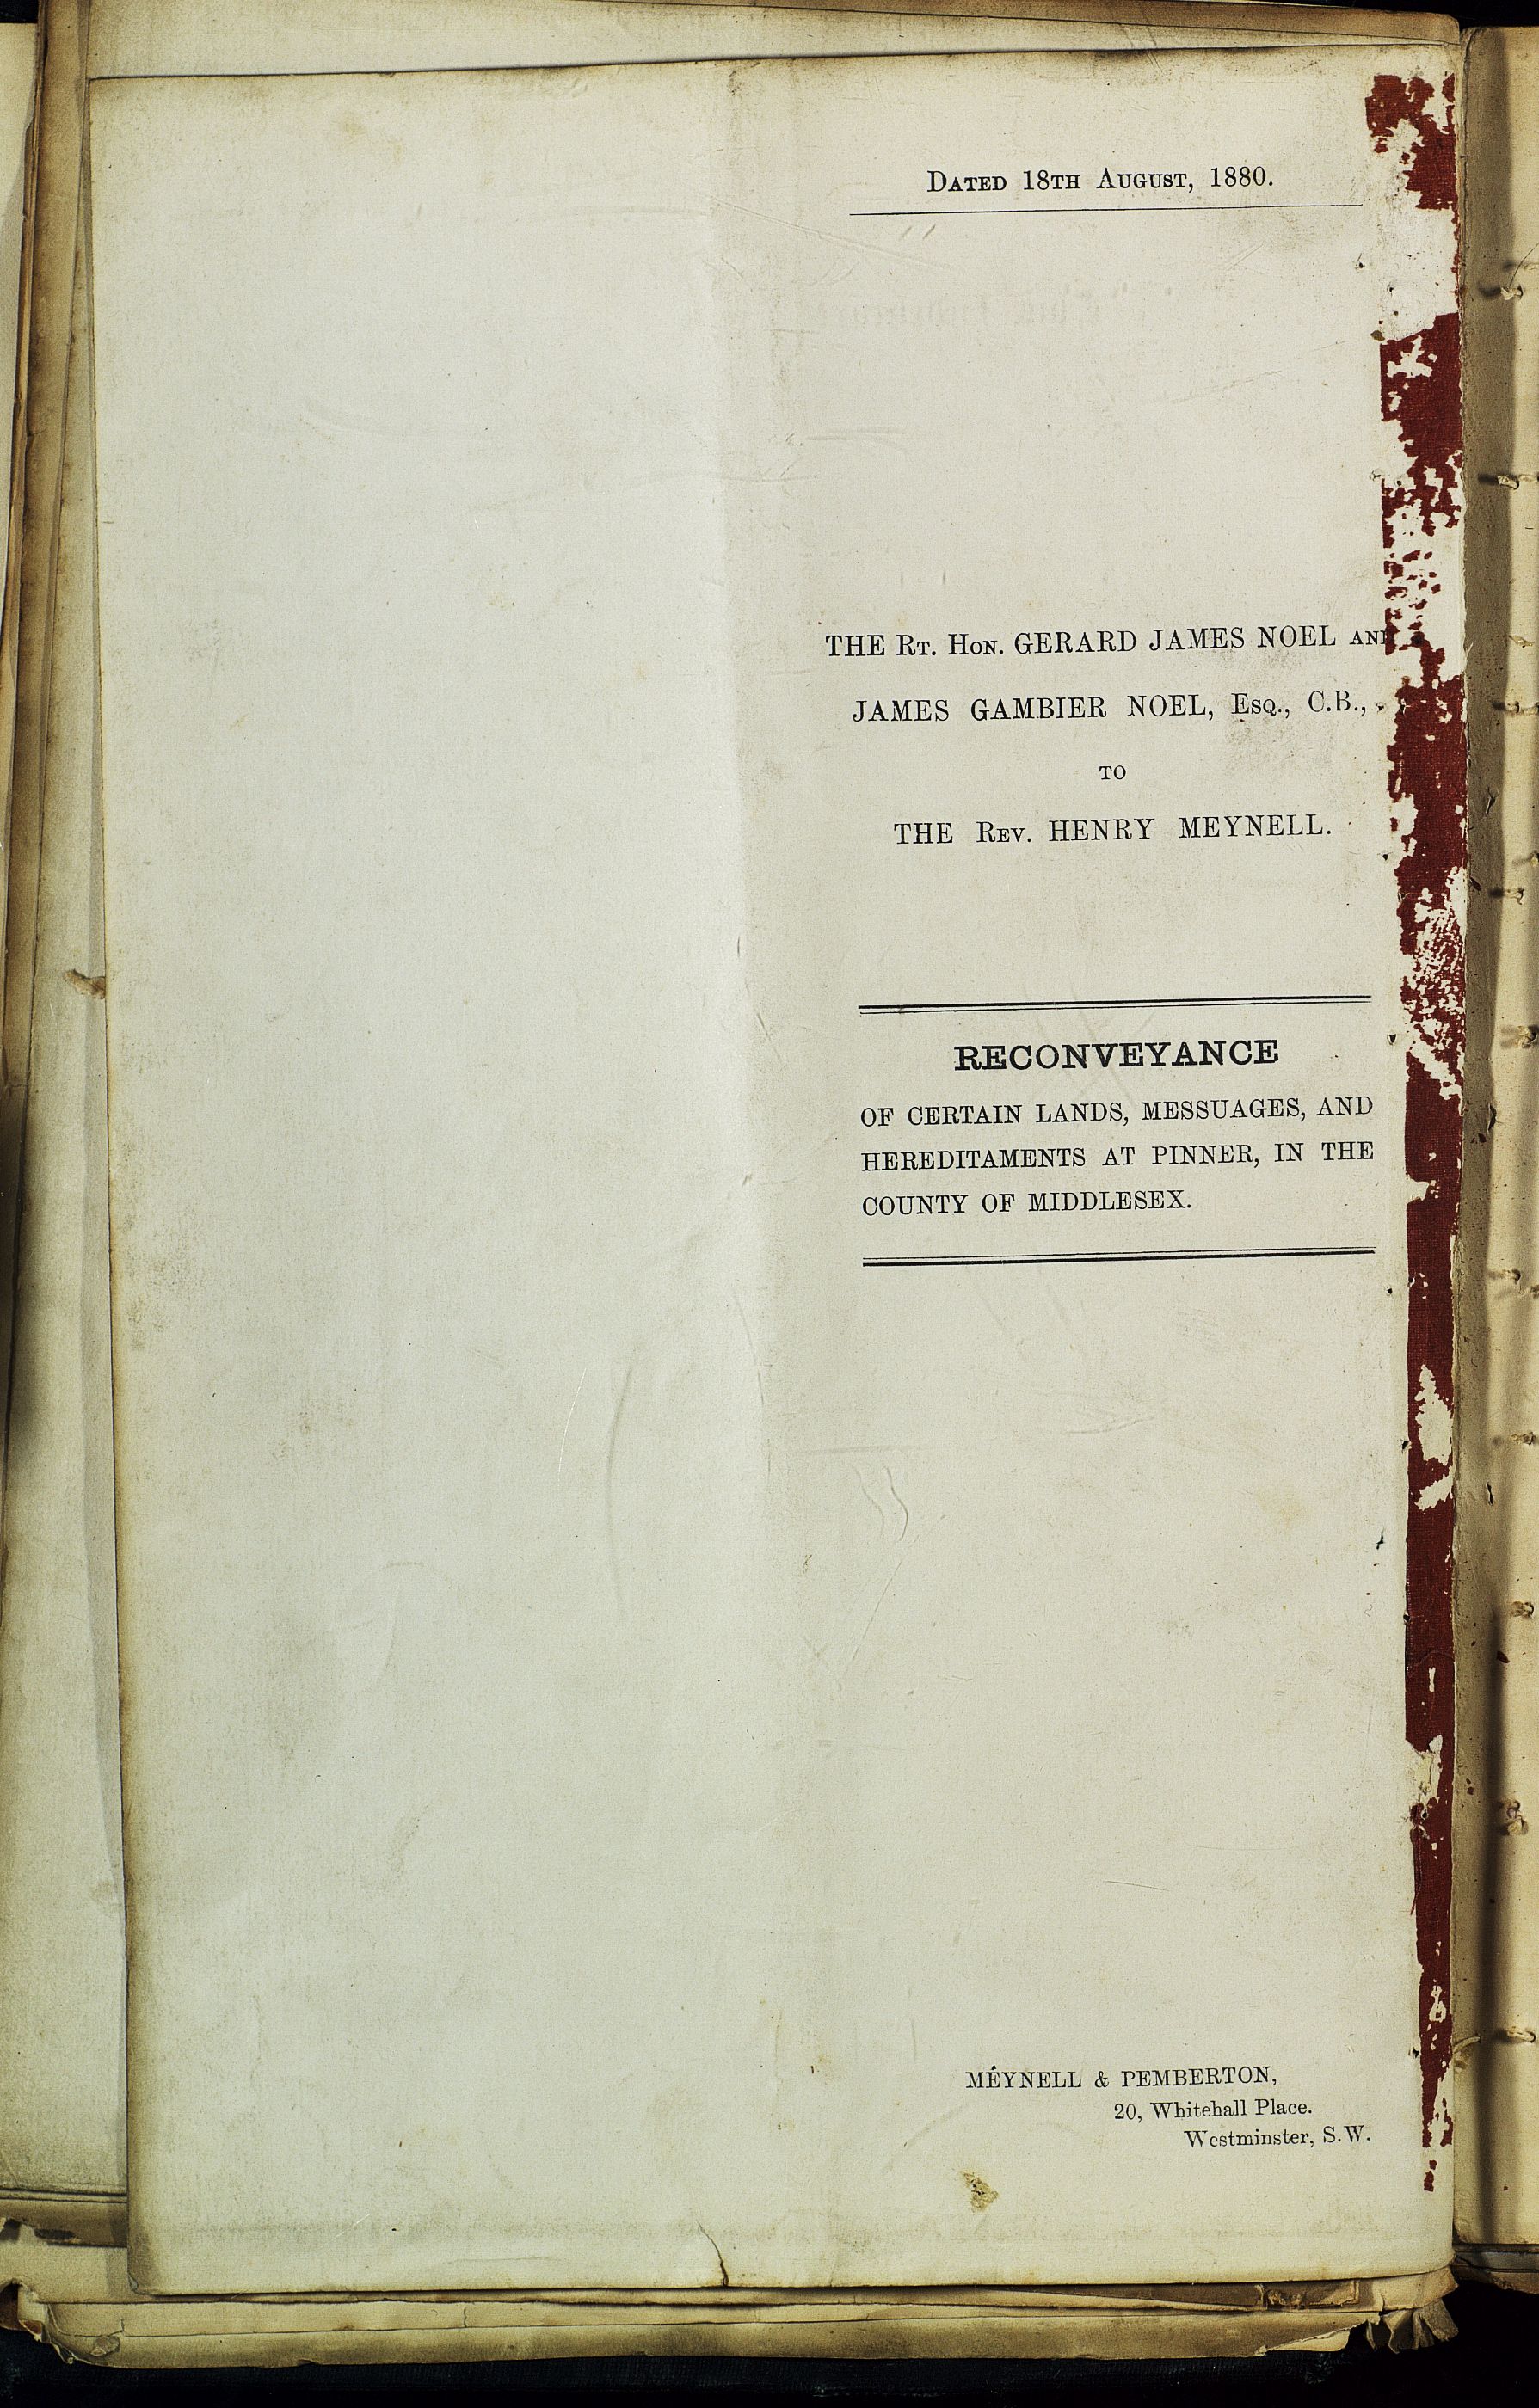 DATED 18TH AUGUST, 1880.
THE RT. HON. GERARD JAMES NOEL AND
JAMES GAMBIER NOEL, ESQ., C.B.,
TO
THE REV. HENRY MEYNELL.
RECONVEYANCE
OF CERTAIN LANDS, MESSUAGES, AND
HEREDITAMENTS AT PINNER, IN THE
COUNTY OF MIDDLESEX.
MEYNELL & PEMBERTON,
20, Whitehall Place.
Westminster, S.W.